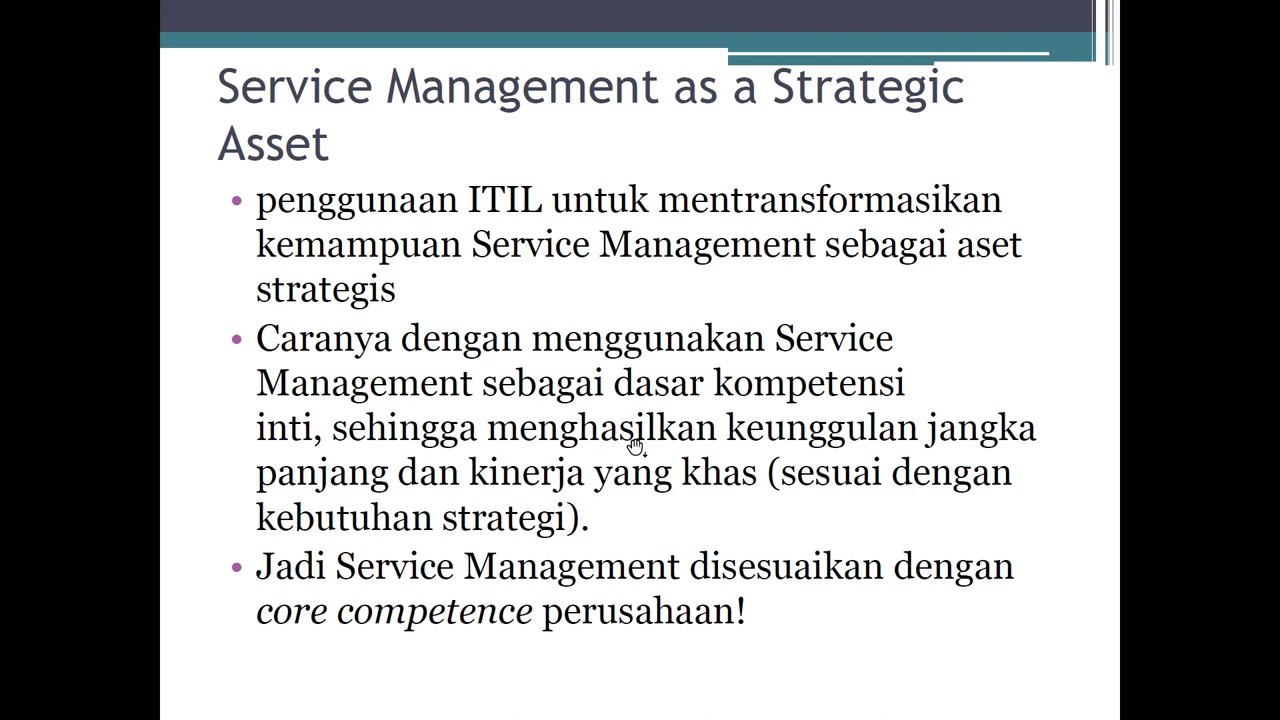 Service Management as a Strategic
Asset
• penggunaan ITIL untuk mentransformasikan
kemampuan Service Management sebagai aset
strategis
• Caranya dengan menggunakan Service
Management sebagai dasar kompetensi
inti, sehingga menghasilkan keunggulan jangka
panjang dan kinerja yang khas (sesuai dengan
kebutuhan strategi).
• Jadi Service Management disesuaikan dengan
core competence perusahaan!